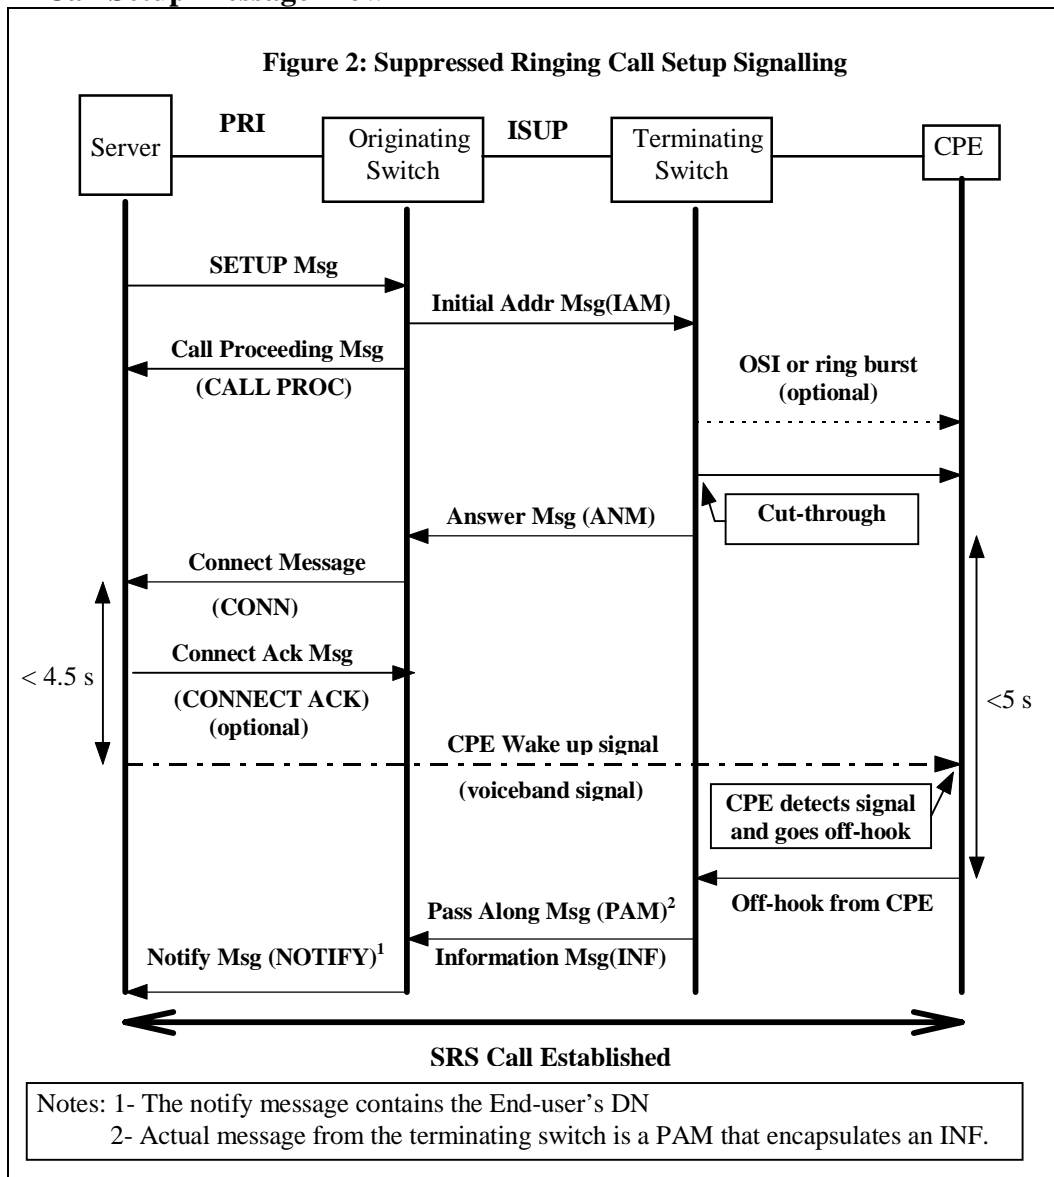 Figure 2: Suppressed Ringing Call Setup Signalling
PRI
ISUP
Server
Originating
Switch
Terminating
Switch
CPE
SETUP Msg
Initial Addr Msg(IAM)
Call Proceeding Msg
(CALL PROC)
OSI or ring burst
(optional)
Cut-through
Answer Msg (ANM)
Connect Message
(CONN)
Connect Ack Msg
(CONNECT ACK)
(optional)
< 4.5 s
<5 s
CPE Wake up signal
(voiceband signal)
CPE detects signal
and goes off-hook
Off-hook from CPE
Pass Along Msg (PAM)2
Information Msg(INF)
Notify Msg (NOTIFY)1
SRS Call Established
Notes: 1- The notify message contains the End-user's DN
2- Actual message from the terminating switch is a PAM that encapsulates an INF.